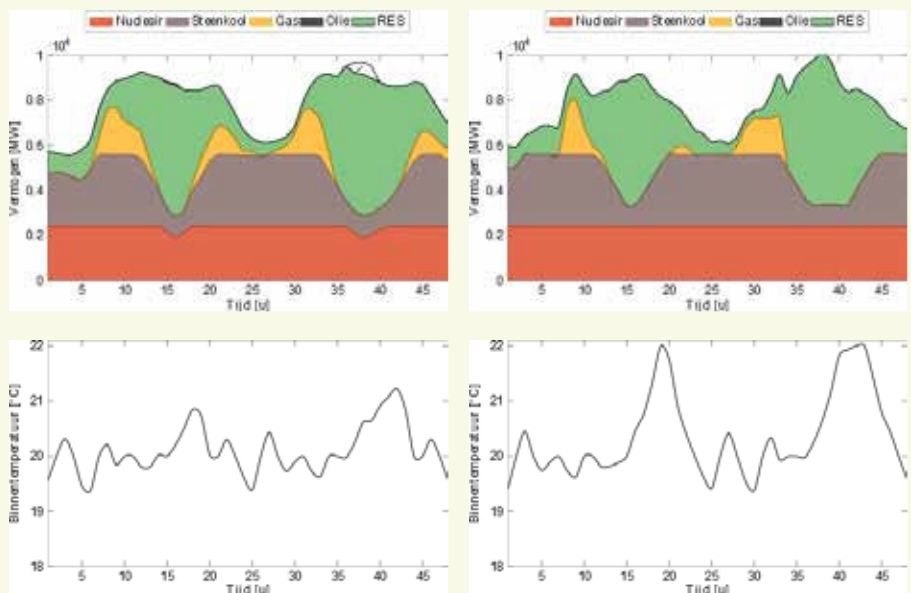 Nucleair Steenkool Gas Olie RES
Nucleair Steenkool Gas Olie RES
x 10⁴
1
0.8
0.6
0.4
0.2
0
Vermogen [MW]
5 10 15 20 25 30 35 40 45
Tijd [u]
x 10⁴
1
0.8
0.6
0.4
0.2
0
Vermogen [MW]
5 10 15 20 25 30 35 40 45
Tijd [u]
22
21
20
19
18
Binnentemperatuur [°C]
5 10 15 20 25 30 35 40 45
Tijd [u]
22
21
20
19
18
Binnentemperatuur [°C]
5 10 15 20 25 30 35 40 45
Tijd [u]